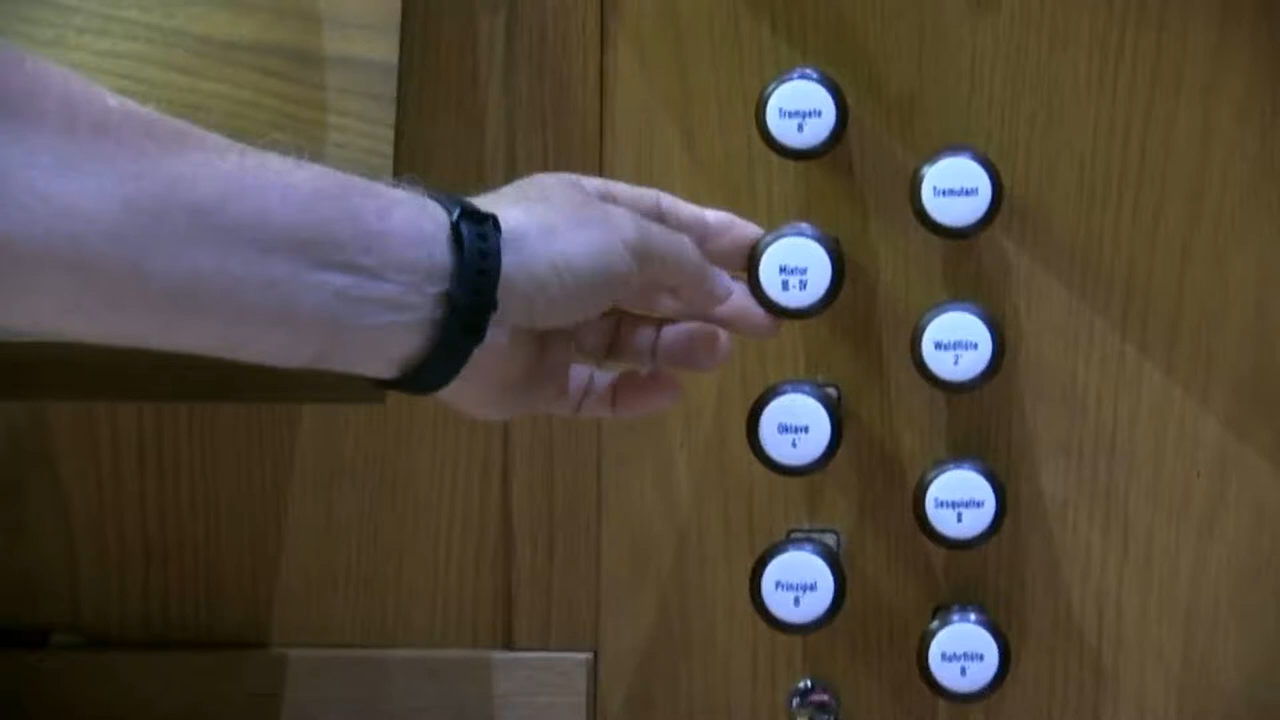 Trompete
8'
Tremulant
Mixtur
III - IV
Waldflöte
2'
Oktave
4'
Sesquialter
II
Prinzipal
8'
Rohrflöte
8'